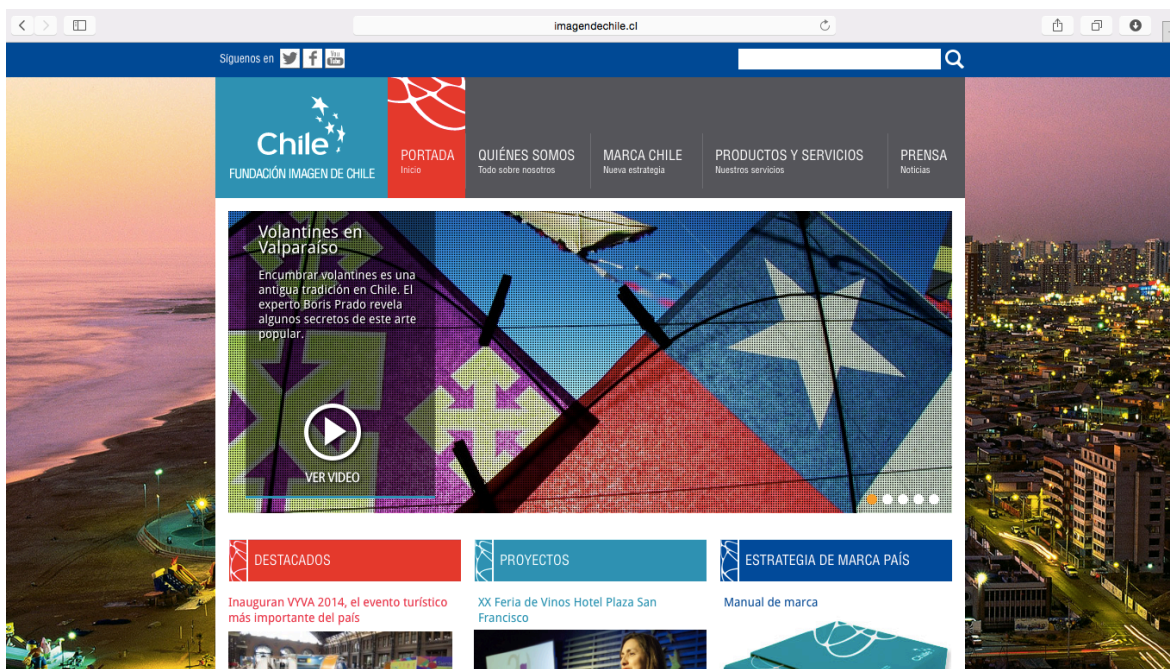 imagendechile.cl
Síguenos en
You
Tube
Chile
FUNDACIÓN IMAGEN DE CHILE
PORTADA
Inicio
QUIÉNES SOMOS
Todo sobre nosotros
MARCA CHILE
Nueva estrategia
PRODUCTOS Y SERVICIOS
Nuestros servicios
PRENSA
Noticias
Volantines en
Valparaíso
Encumbrar volantines es una
antigua tradición en Chile. El
experto Boris Prado revela
algunos secretos de este arte
popular.
VER VIDEO
DESTACADOS
Inauguran VYVA 2014, el evento turístico
más importante del país
PROYECTOS
XX Feria de Vinos Hotel Plaza San
Francisco
ESTRATEGIA DE MARCA PAÍS
Manual de marca